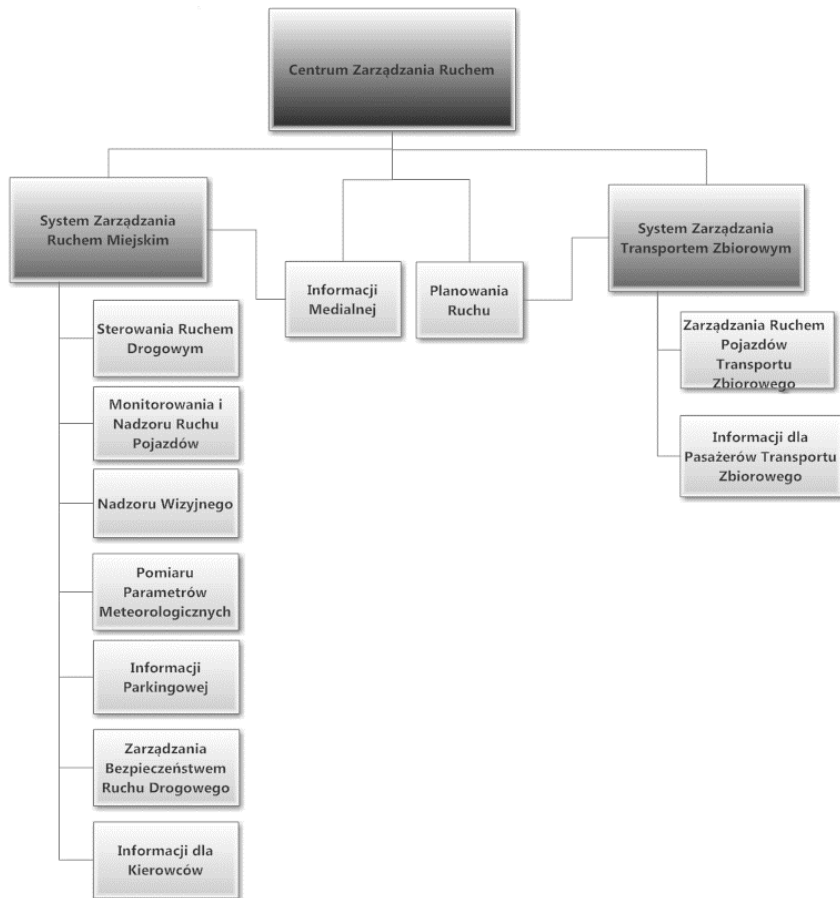 Centrum Zarządzania Ruchem
System Zarządzania
Ruchem Miejskim
System Zarządzania
Transportem Zbiorowym
Informacji
Medialnej
Planowania
Ruchu
Sterowania Ruchem
Drogowym
Monitorowania i
Nadzoru Ruchu
Pojazdów
Nadzoru Wizyjnego
Pomiaru
Parametrów
Meteorologicznych
Informacji
Parkingowej
Zarządzania
Bezpieczeństwem
Ruchu Drogowego
Informacji dla
Kierowców
Zarządzania Ruchem
Pojazdów
Transportu
Zbiorowego
Informacji dla
Pasażerów Transportu
Zbiorowego